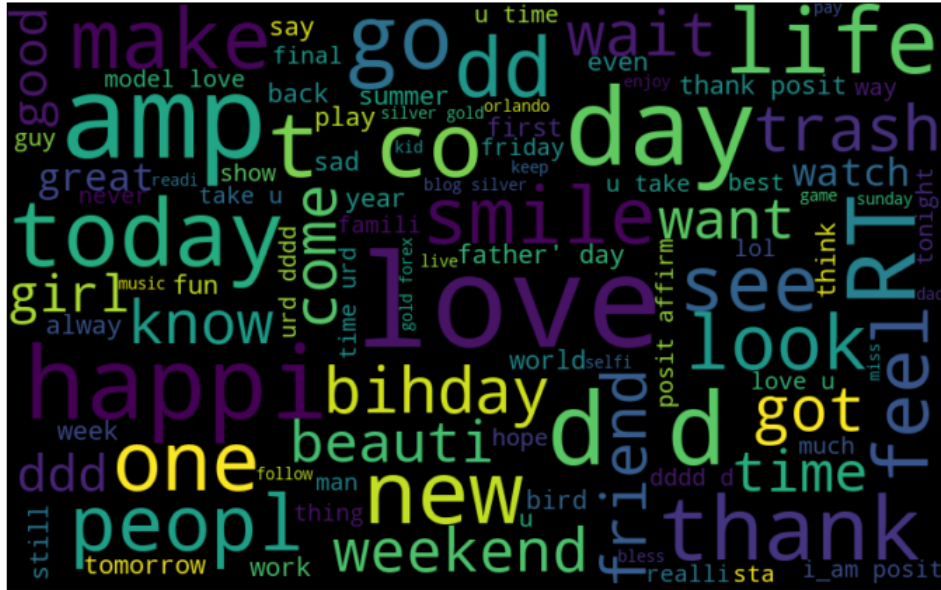 good
make
say
final
go
u time
dd
wait
even
pay
life
model love
back
summer
silver gold
orlando
enjoy
thank posit
way
guy
amp
t
play
co
first
friday
day
trash
great
readi
show
sad
kid
keep
watch
never
take u
year
blog silver
smile
u take
best
game
sunday
tonight
today
come
famili
want
lol
think
RT
girl
music
fun
urd dddd
time urd
live
gold forex
father' day
love
posit affirm
see
dad
alway
know
world
selfi
look
miss
feel
happi
bihday
friend
love u
got
week
beauti
hope
d d
much
ddd
one
follow
man
new
bird
dddd d
time
still
peopl
thing
u
weekend
bless
thank
tomorrow
work
realli
sta
i_am posit